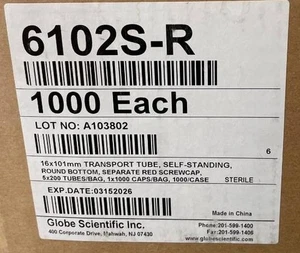 6102S-R
1000 Each
LOT NO: A103802
6
16x101mm TRANSPORT TUBE, SELF-STANDING,
ROUND BOTTOM, SEPARATE RED SCREWCAP,
5x200 TUBES/BAG, 1x1000 CAPS/BAG, 1000/CASE STERILE
EXP.DATE:03152026
Made in China
Globe Scientific Inc.
400 Corporate Drive, Mahwah, NJ 07430
Phone:201-599-1400
Fax:201-599-1406
www.globescientific.com